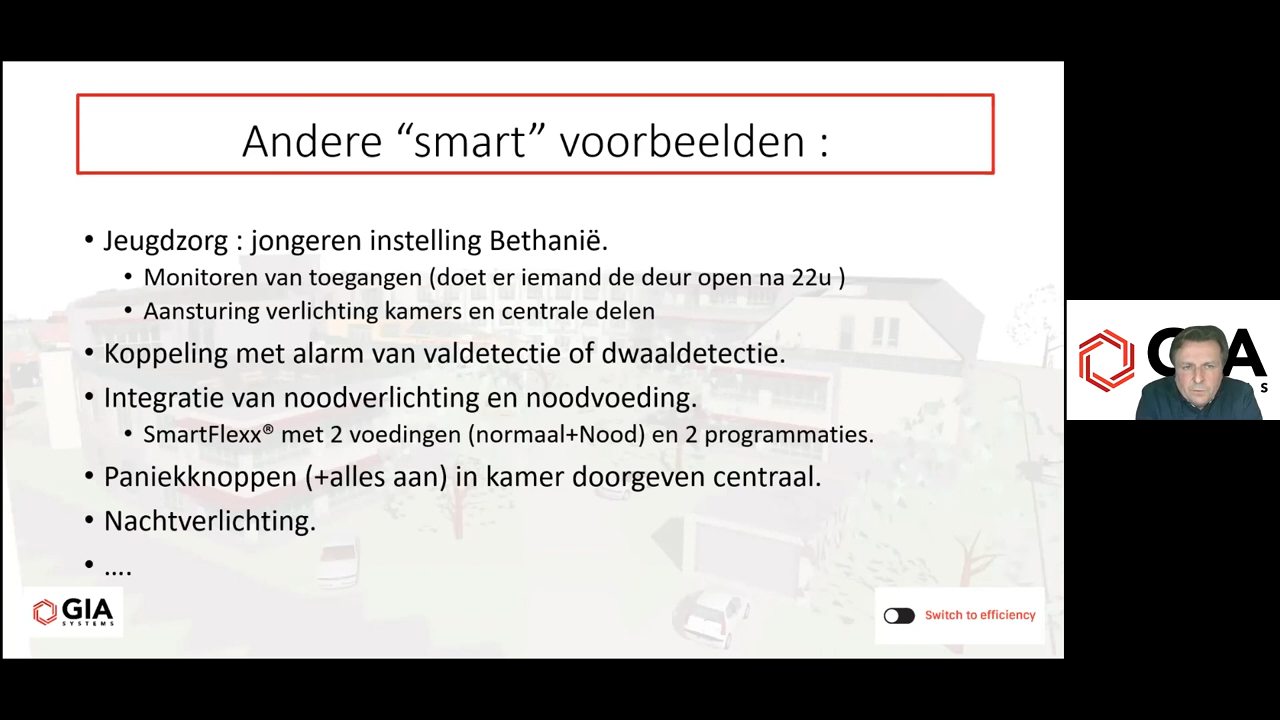 Andere “smart” voorbeelden :
• Jeugdzorg : jongeren instelling Bethanië.
• Monitoren van toegangen (doet er iemand de deur open na 22u )
• Aansturing verlichting kamers en centrale delen
• Koppeling met alarm van valdetectie of dwaaldetectie.
• Integratie van noodverlichting en noodvoeding.
• SmartFlexx® met 2 voedingen (normaal+Nood) en 2 programmaties.
• Paniekknoppen (+alles aan) in kamer doorgeven centraal.
• Nachtverlichting.
• ….
GIA
SYSTEMS
Switch to efficiency